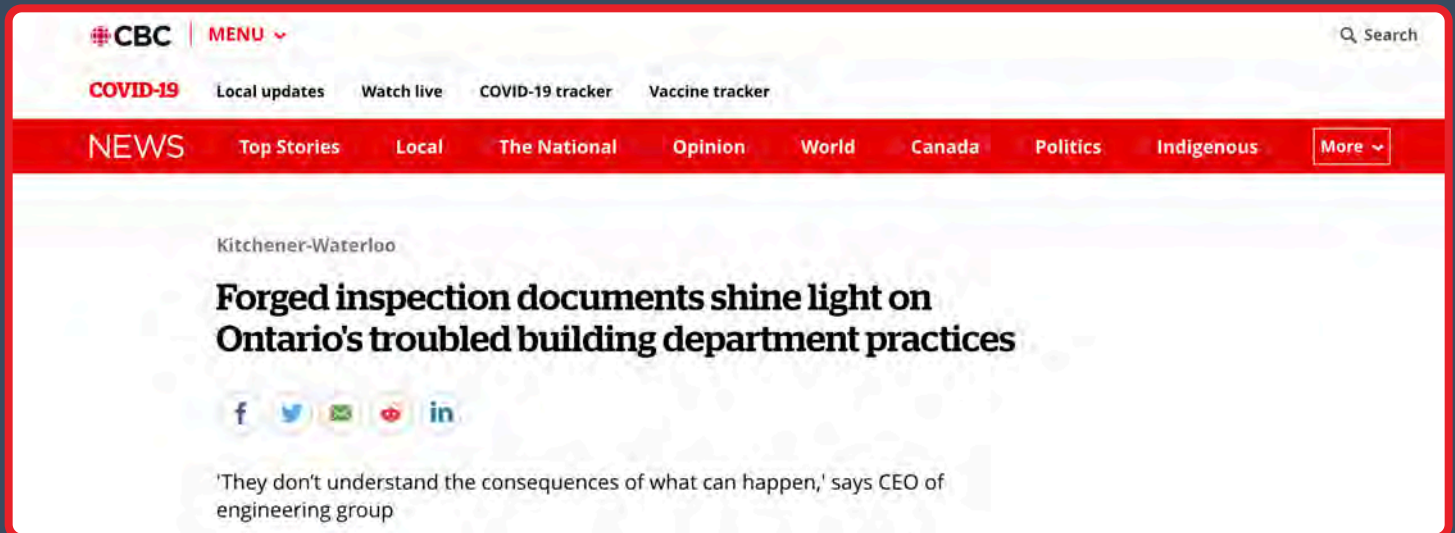 CBC MENU Search
COVID-19 Local updates Watch live COVID-19 tracker Vaccine tracker
NEWS Top Stories Local The National Opinion World Canada Politics Indigenous More
Kitchener-Waterloo
Forged inspection documents shine light on
Ontario's troubled building department practices
f in
'They don’t understand the consequences of what can happen,' says CEO of
engineering group